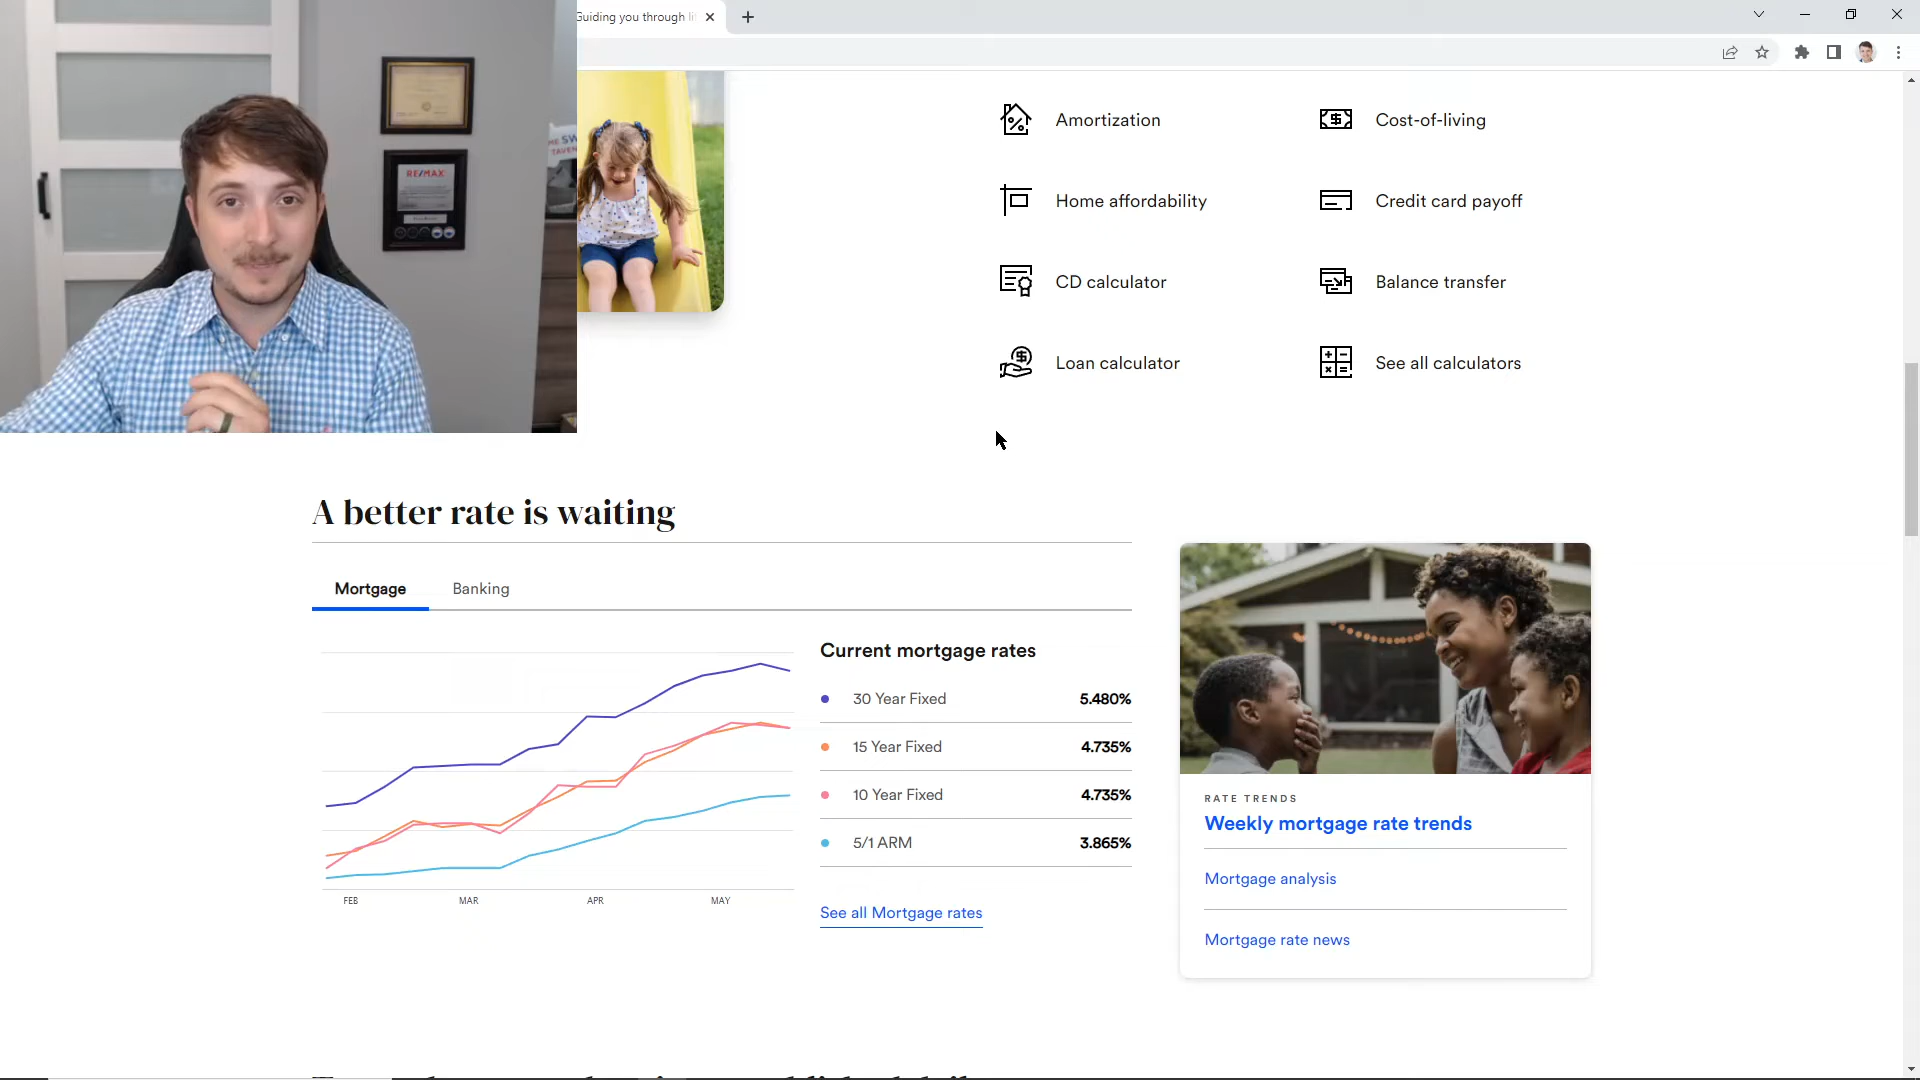 Guiding you through li
RE/MAX
Amortization
Cost-of-living
Home affordability
Credit card payoff
CD calculator
Balance transfer
Loan calculator
See all calculators
A better rate is waiting
Mortgage
Banking
Current mortgage rates
30 Year Fixed 5.480%
15 Year Fixed 4.735%
10 Year Fixed 4.735%
5/1 ARM 3.865%
FEB MAR APR MAY
See all Mortgage rates
RATE TRENDS
Weekly mortgage rate trends
Mortgage analysis
Mortgage rate news